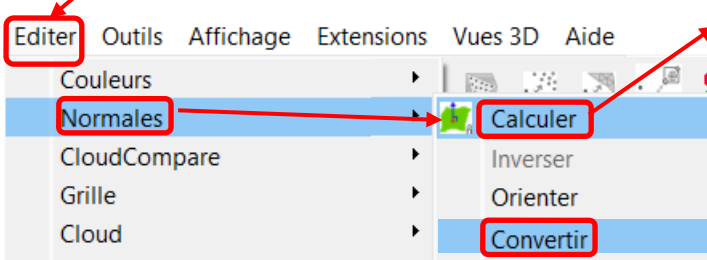 Editer Outils Affichage Extensions Vues 3D Aide
Couleurs
Normales
CloudCompare
Grille
Cloud
Calculer
Inverser
Orienter
Convertir